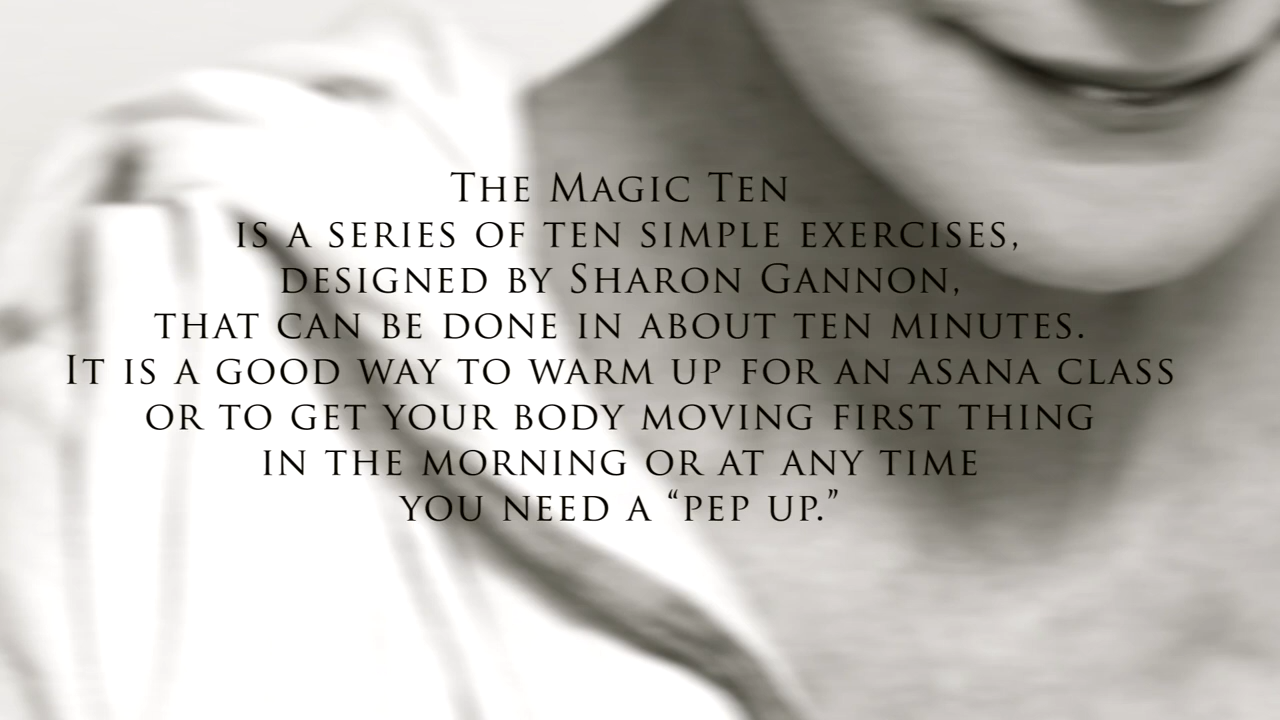 The Magic Ten
is a series of ten simple exercises,
designed by Sharon Gannon,
that can be done in about ten minutes.
It is a good way to warm up for an asana class
or to get your body moving first thing
in the morning or at any time
you need a “pep up.”